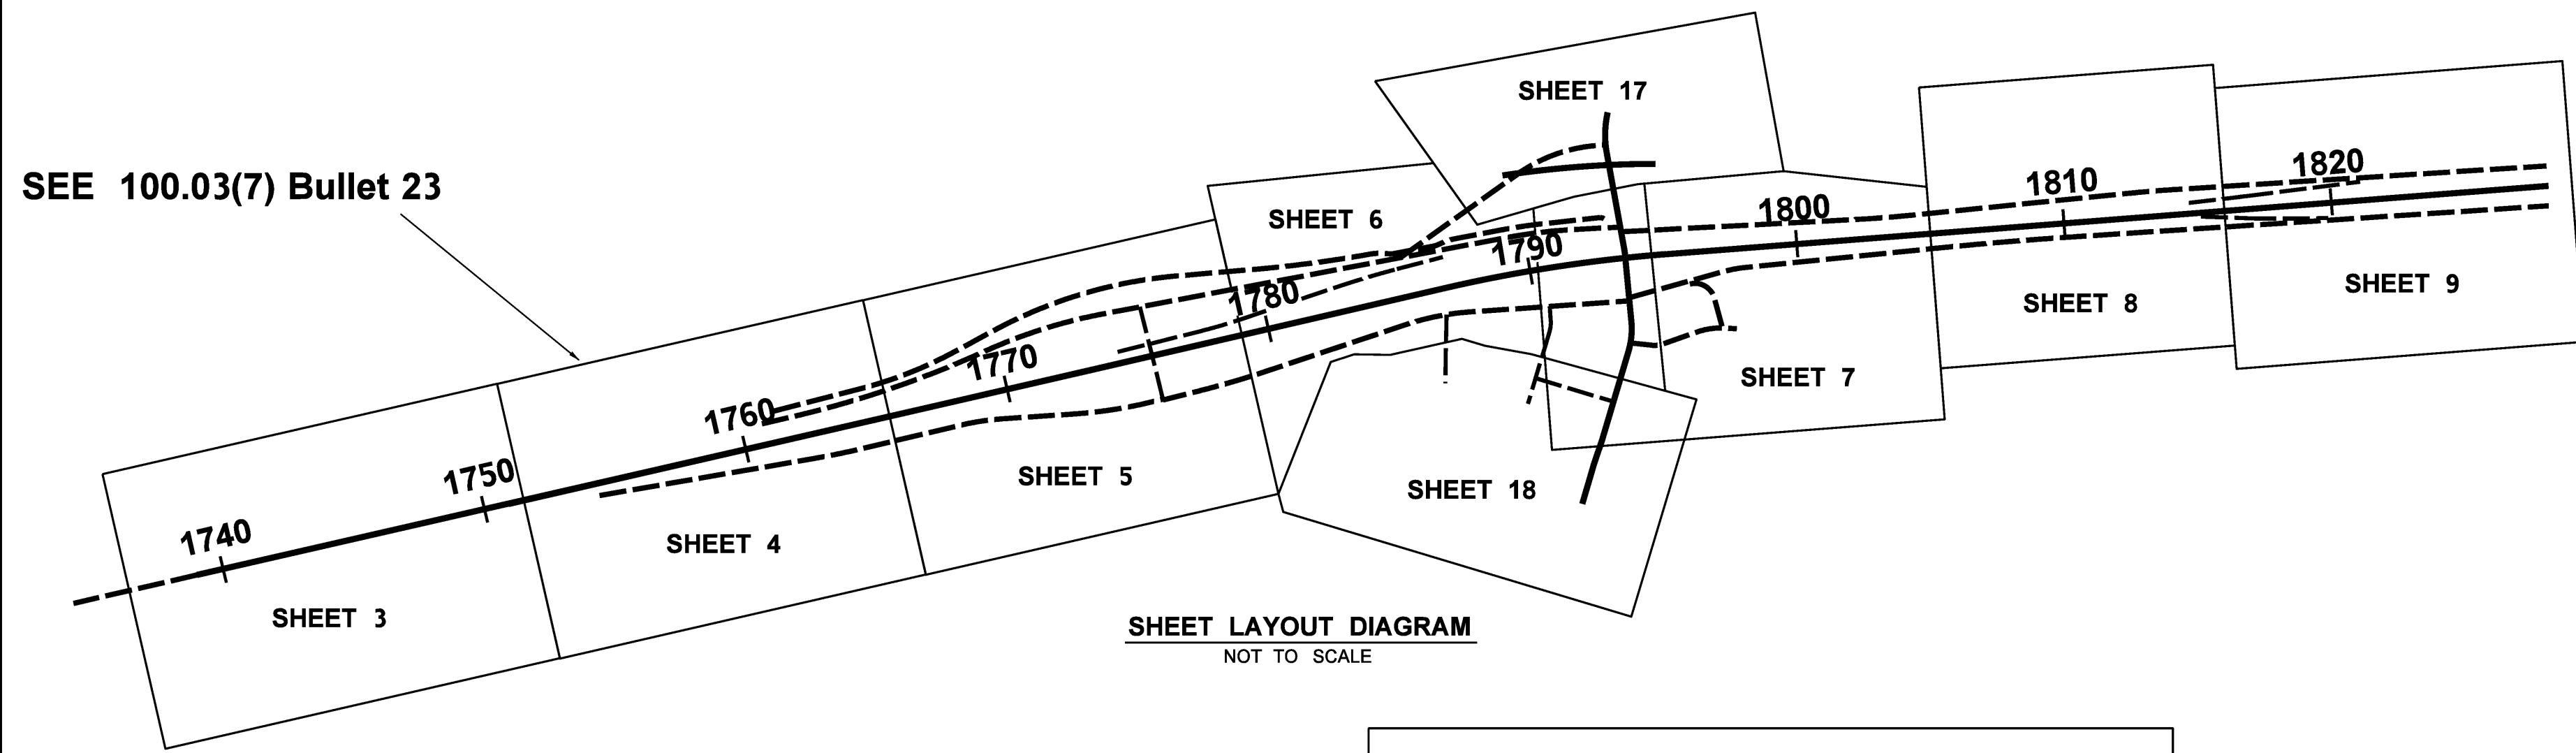 SHEET 17
SEE 100.03(7) Bullet 23
SHEET 6
1820
1810
1800
1790
1780
1770
1760
1750
1740
SHEET 9
SHEET 8
SHEET 7
SHEET 5
SHEET 18
SHEET 4
SHEET 3
SHEET LAYOUT DIAGRAM
NOT TO SCALE